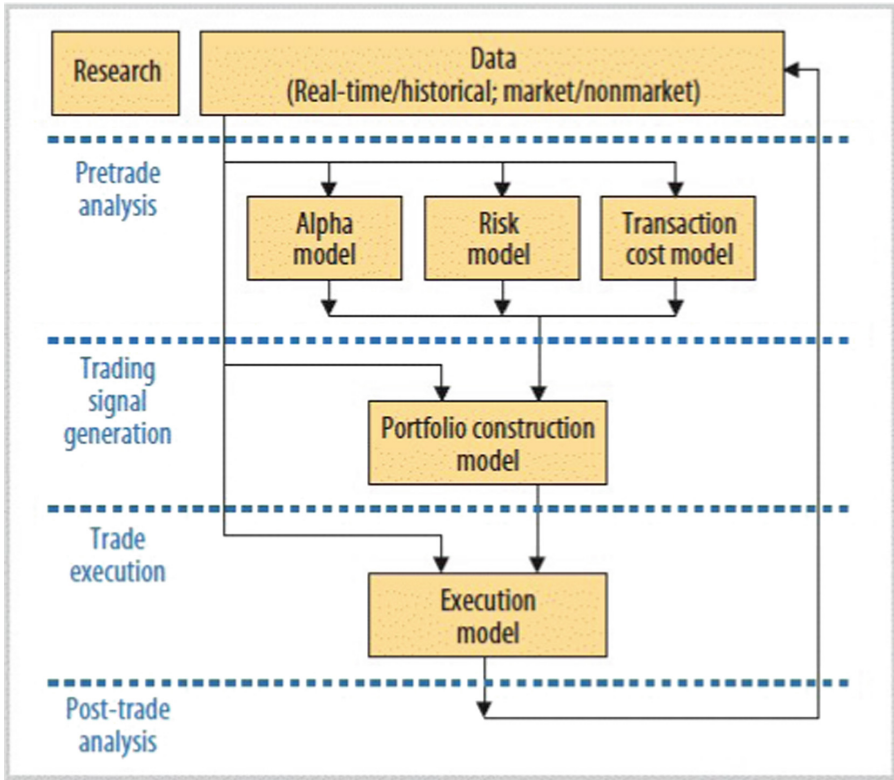 Research
Data
(Real-time/historical; market/nonmarket)
Pretrade
analysis
Alpha
model
Risk
model
Transaction
cost model
Trading
signal
generation
Portfolio construction
model
Trade
execution
Execution
model
Post-trade
analysis